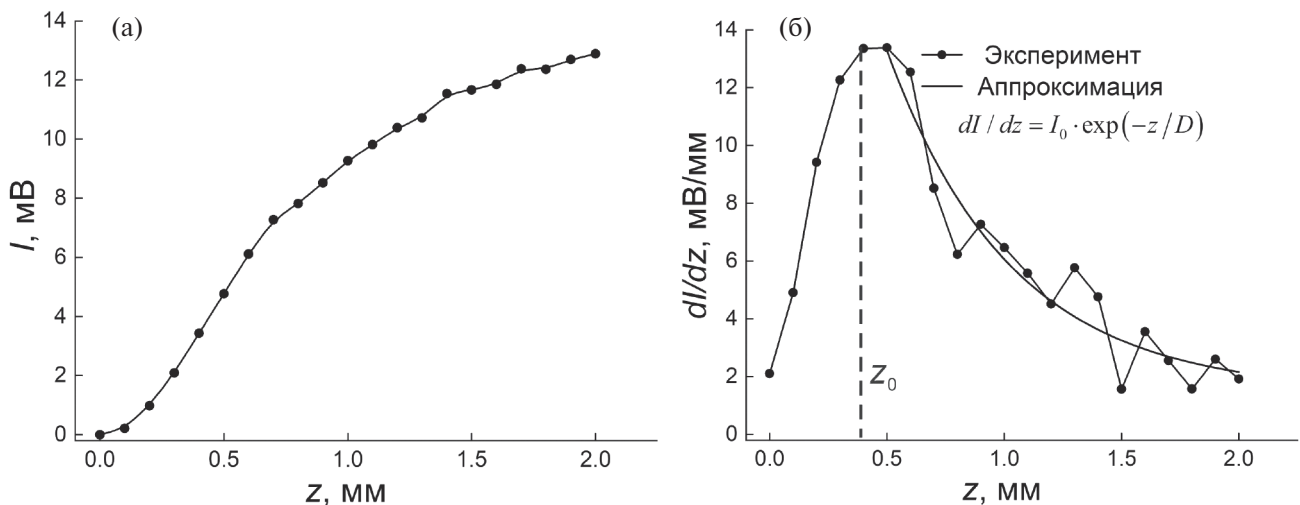 (а)
I, мВ
14
12
10
8
6
4
2
0
0.0
0.5
1.0
1.5
2.0
z, мм
(б)
dI/dz, мВ/мм
14
12
10
8
6
4
2
0
Эксперимент
Аппроксимация
dI / dz = I₀ · exp(−z/D)
z₀
0.0
0.5
1.0
1.5
2.0
z, мм